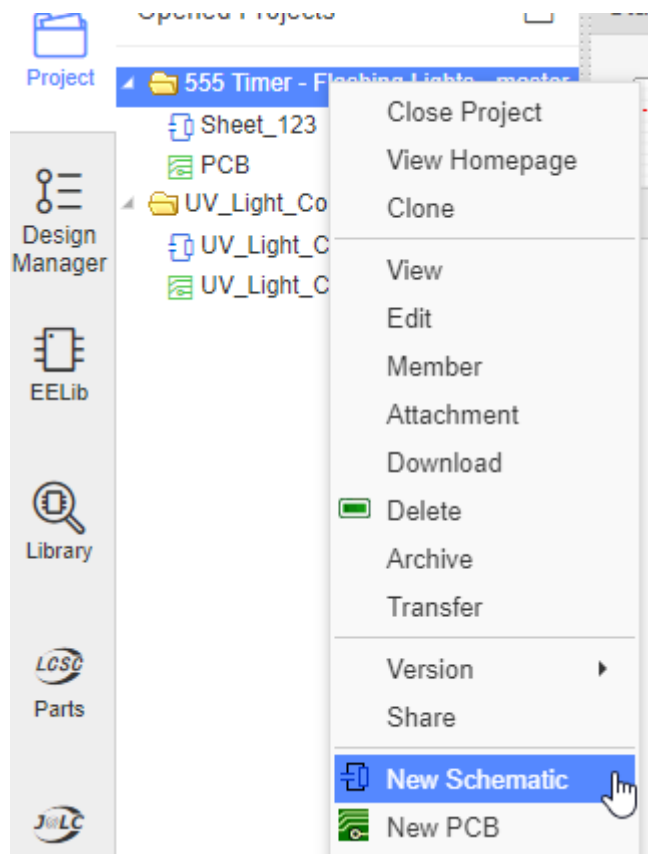 Opened Projects
Project
555 Timer - Flashing Lights - master
Sheet_123
PCB
UV_Light_Co
UV_Light_C
UV_Light_C
Design
Manager
EELib
Library
LCSC
Parts
J@LC
Close Project
View Homepage
Clone
View
Edit
Member
Attachment
Download
Delete
Archive
Transfer
Version
Share
New Schematic
New PCB